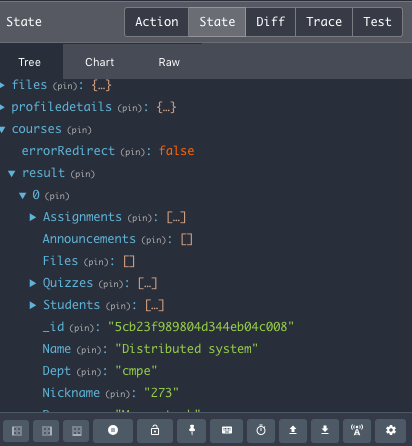 State Action State Diff Trace Test
Tree Chart Raw
files (pin): {…}
profiledetails (pin): {…}
courses (pin)
errorRedirect (pin): false
result (pin)
0 (pin)
Assignments (pin): […]
Announcements (pin): []
Files (pin): []
Quizzes (pin): […]
Students (pin): […]
_id (pin): "5cb23f989804d344eb04c008"
Name (pin): "Distributed system"
Dept (pin): "cmpe"
Nickname (pin): "273"